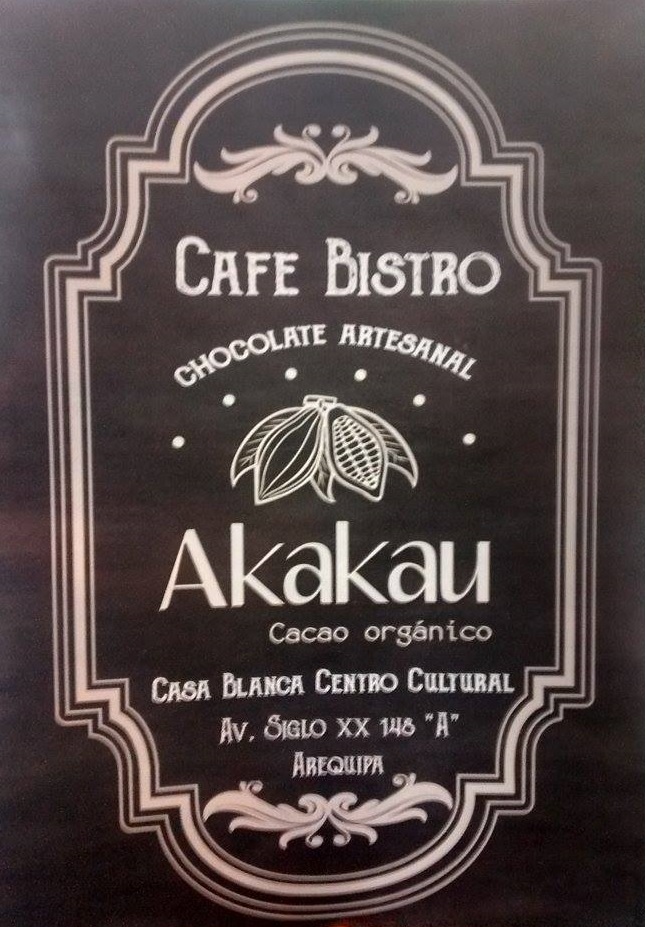 CAFE BISTRO
CHOCOLATE ARTESANAL
Akakau
Cacao orgánico
CASA BLANCA CENTRO CULTURAL
AV. SIGLO XX 148 "A"
AREQUIPA